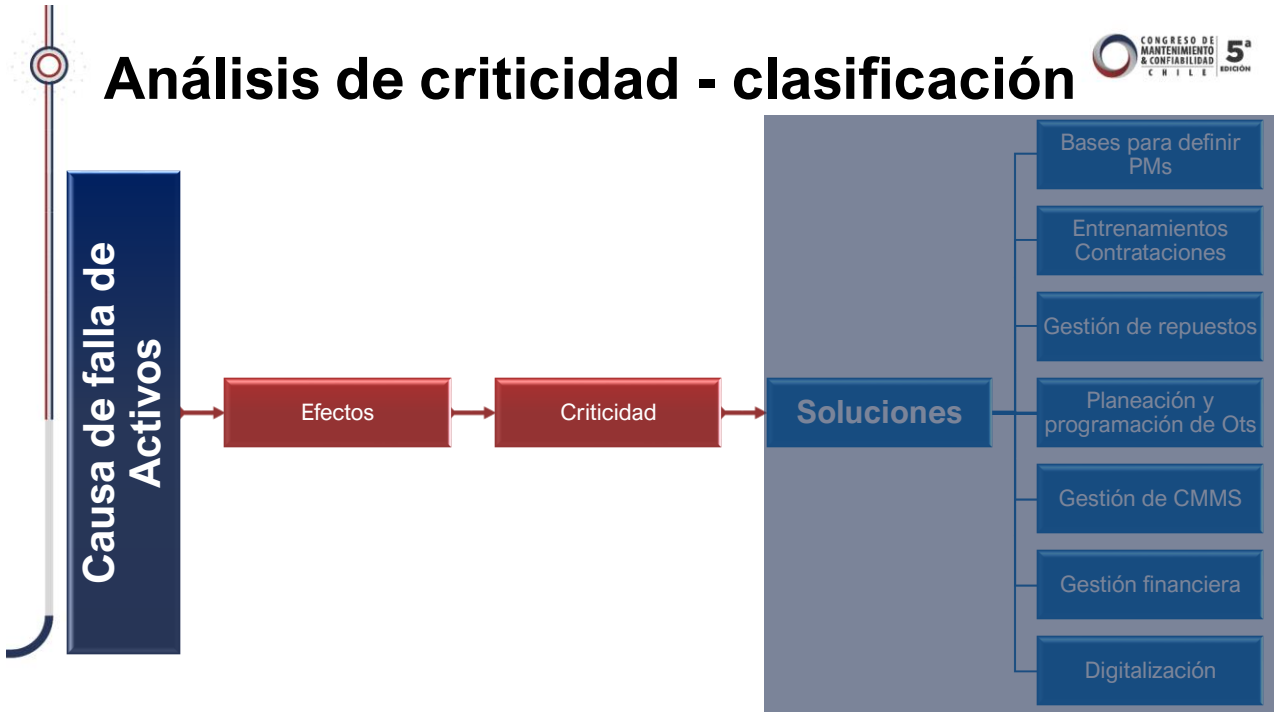 Análisis de criticidad - clasificación
CONGRESO DE
MANTENIMIENTO
& CONFIABILIDAD
CHILE
5ª
EDICIÓN
Causa de falla de
Activos
Efectos
Criticidad
Soluciones
Bases para definir
PMs
Entrenamientos
Contrataciones
Gestión de repuestos
Planeación y
programación de Ots
Gestión de CMMS
Gestión financiera
Digitalización